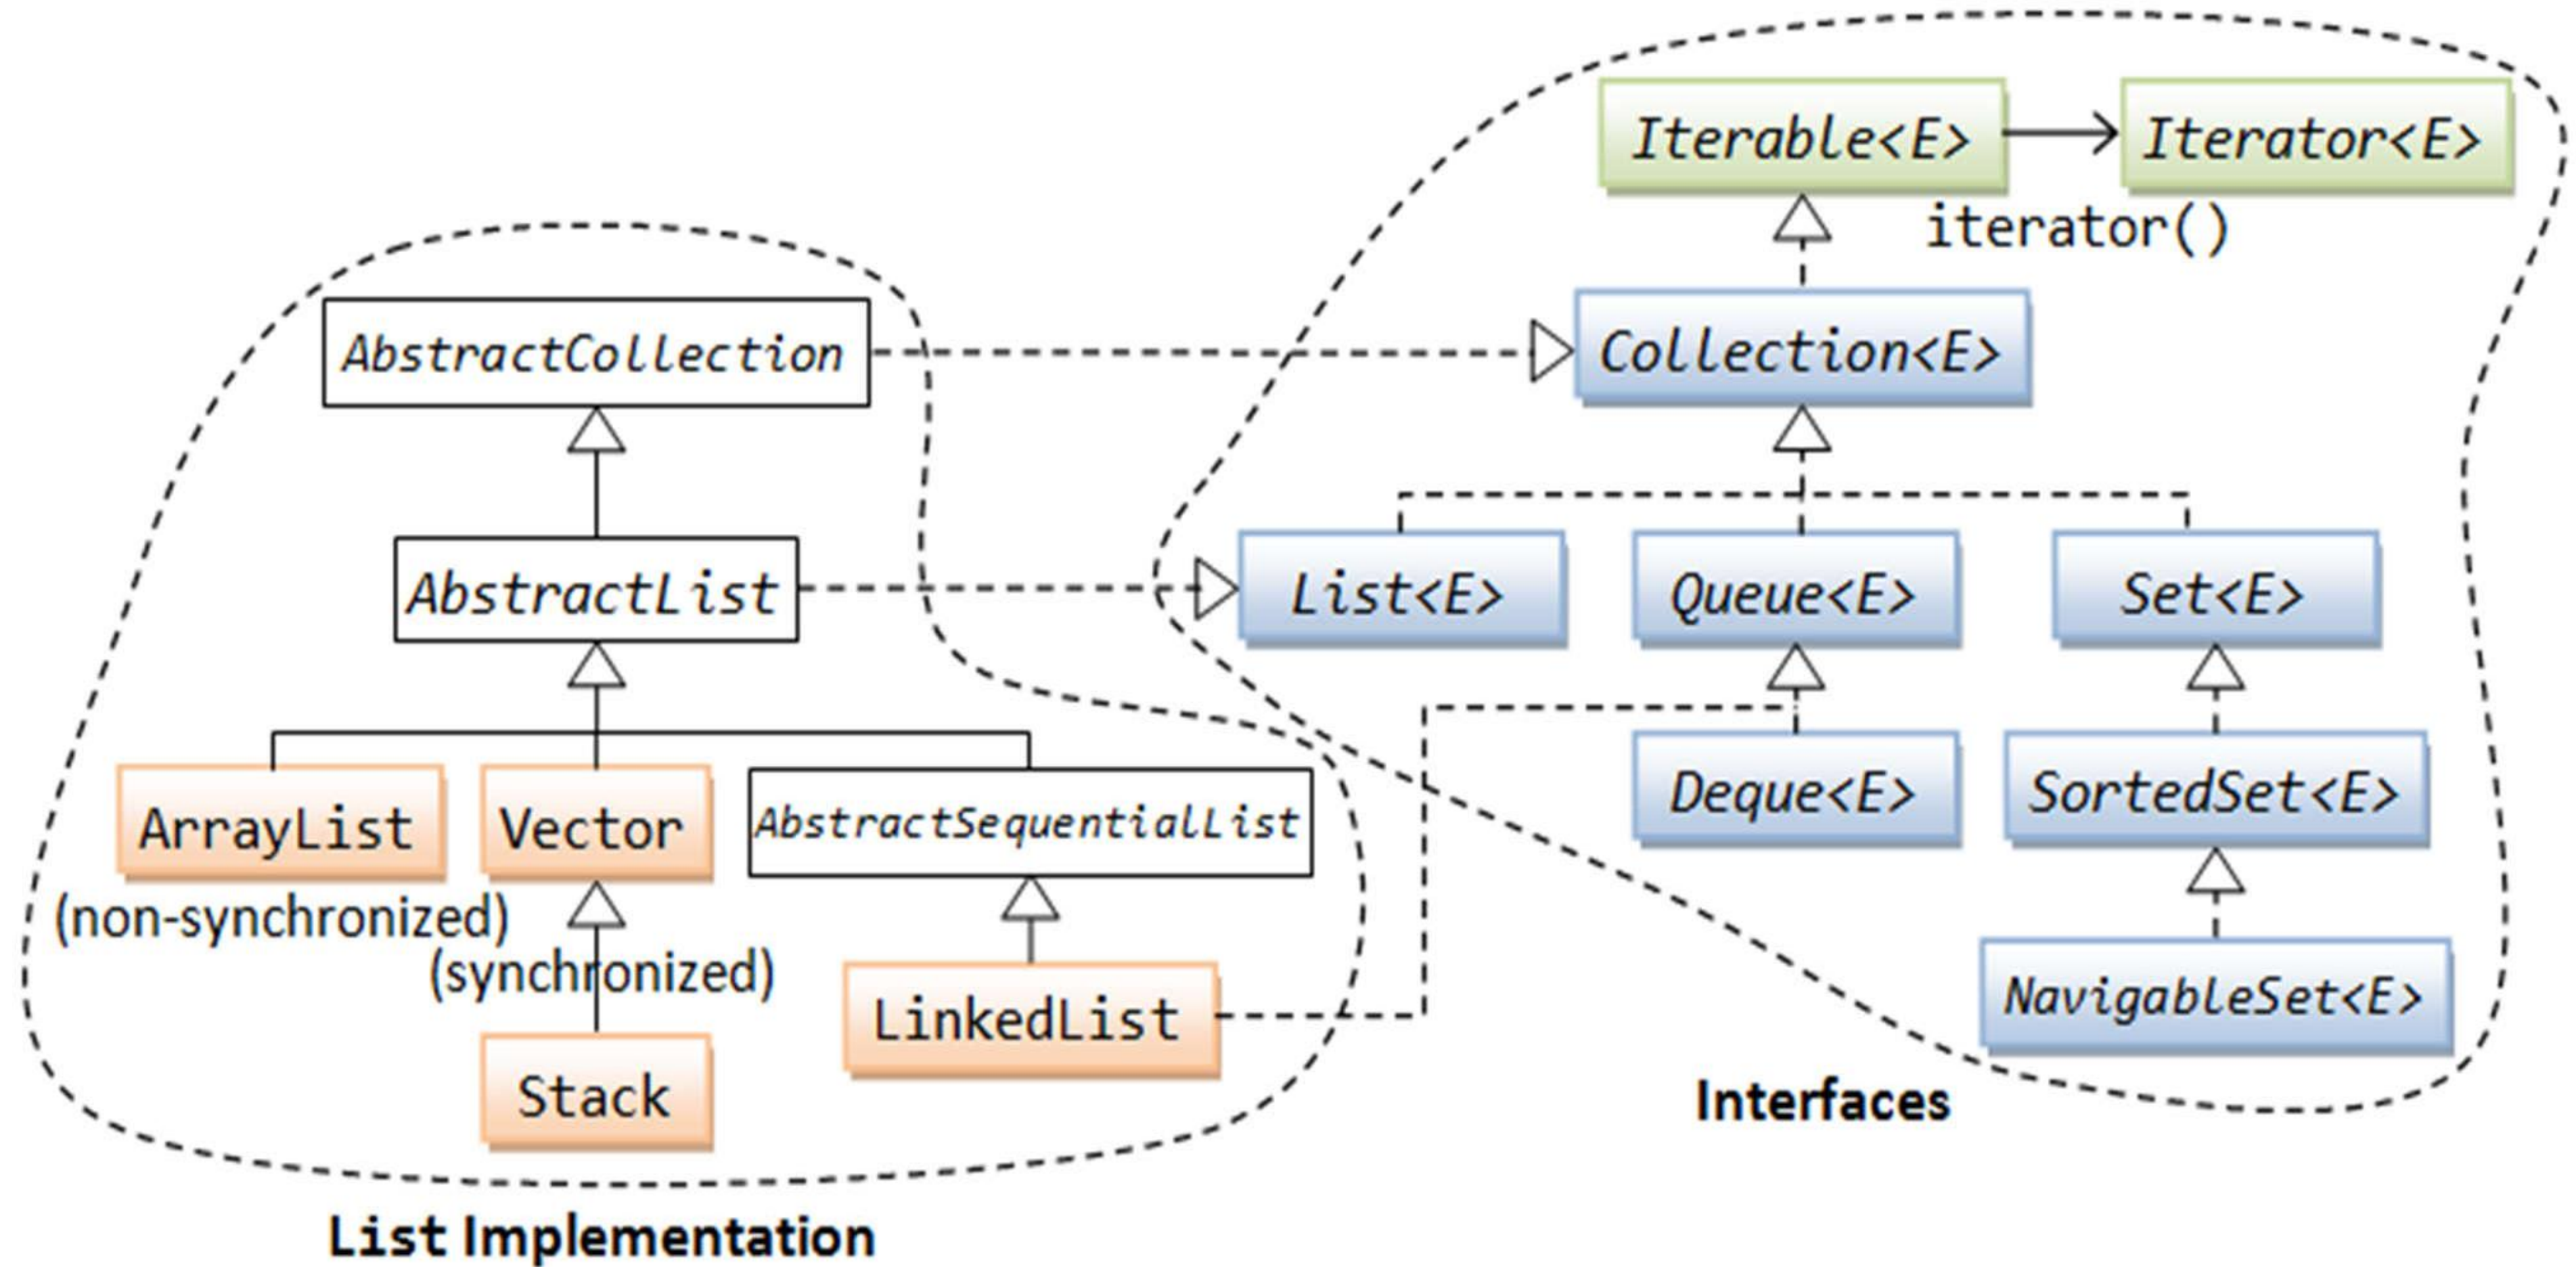 Iterable<E>
Iterator<E>
iterator()
AbstractCollection
Collection<E>
AbstractList
List<E>
Queue<E>
Set<E>
ArrayList
Vector
AbstractSequentialList
Deque<E>
SortedSet<E>
(non-synchronized)
(synchronized)
LinkedList
NavigableSet<E>
Stack
Interfaces
List Implementation